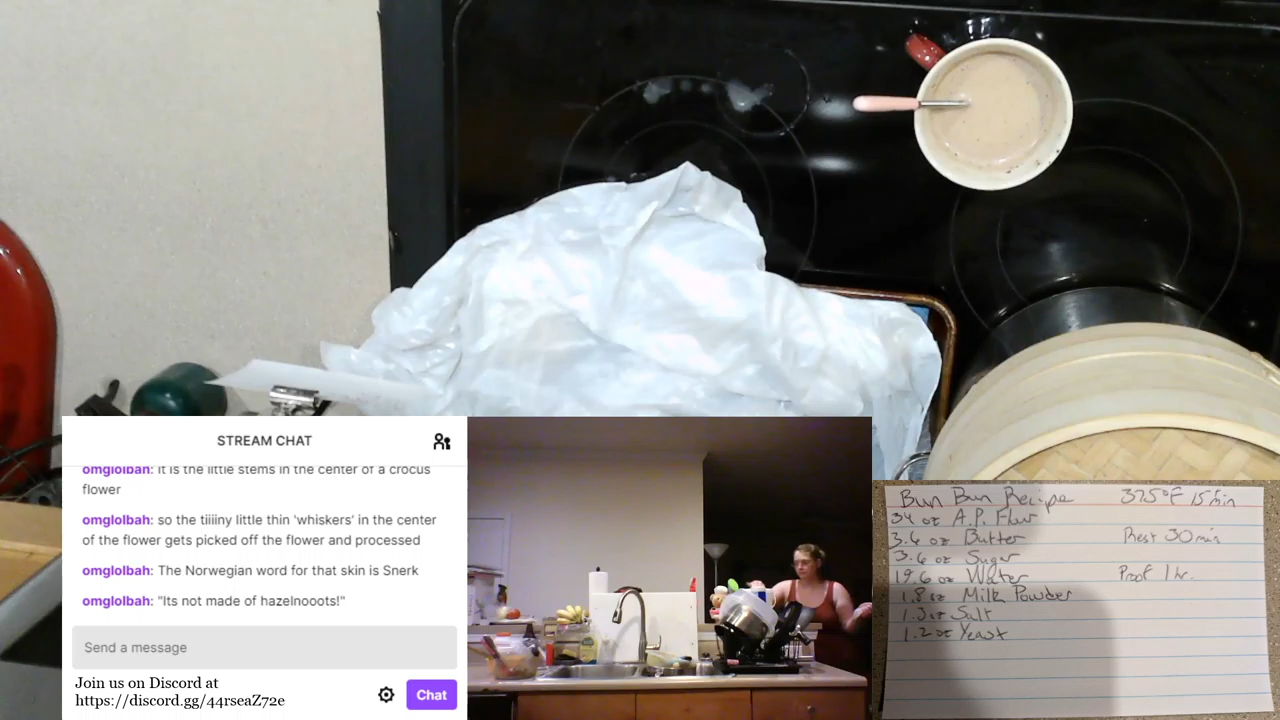 STREAM CHAT
omglolbah: it is the little stems in the center of a crocus
flower
omglolbah: so the tiiiiny little thin 'whiskers' in the center
of the flower gets picked off the flower and processed
omglolbah: The Norwegian word for that skin is Snerk
omglolbah: "Its not made of hazelnooots!"
Send a message
Join us on Discord at
https://discord.gg/44rseaZ72e
Chat
Bun Bun Recipe 375°F 15 min
34 oz A.P. Flour
3.6 oz Butter Rest 30 min
3.6 oz Sugar
19.6 oz Water Proof 1 hr.
1.8 oz Milk Powder
1.3 oz Salt
1.2 oz Yeast